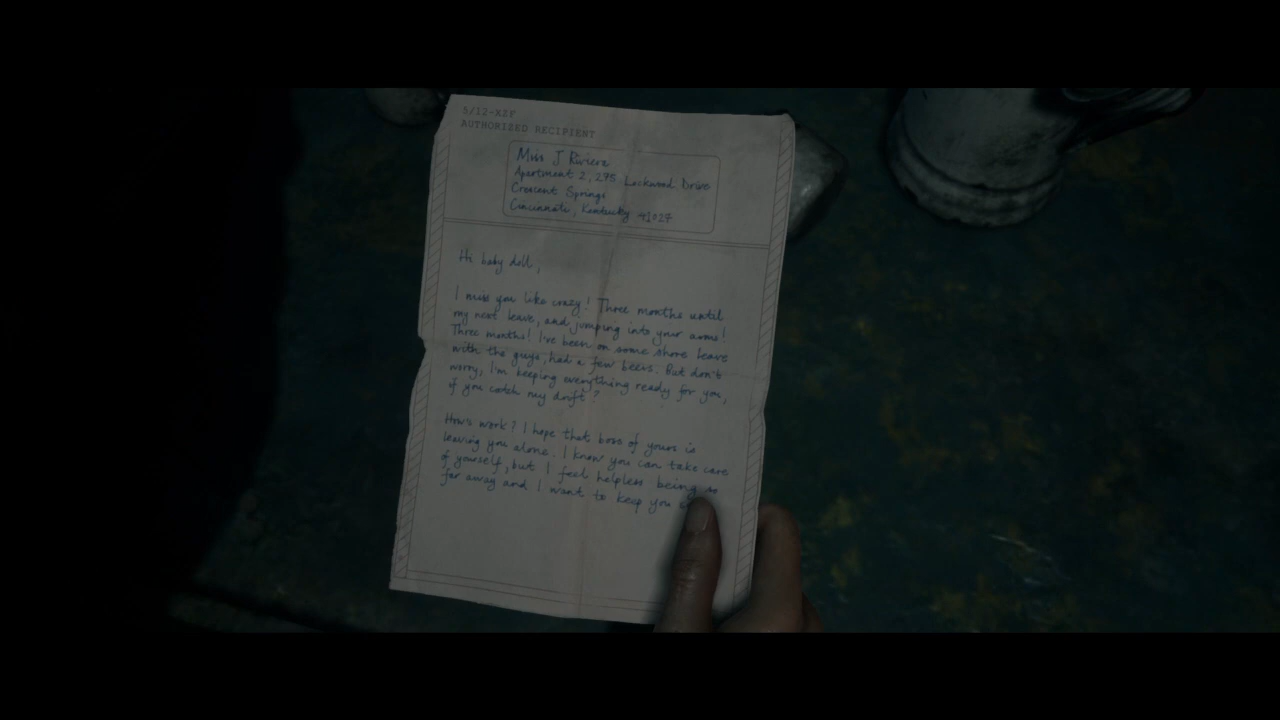 5/12-XZF
AUTHORIZED RECIPIENT
Miss J Riviere
Apartment 2, 275 Lockwood Drive
Crescent Springs
Cincinnati, Kentucky 41017
Hi baby doll,
I miss you like crazy! Three months until
my next leave, and jumping into your arms!
Three months! I've been on some shore leave
with the guys, had a few beers. But don't
worry, I'm keeping everything ready for you,
if you catch my drift?
How's work? I hope that boss of yours is
leaving you alone. I know you can take care
of yourself, but I feel helpless being so
far away and I want to keep you